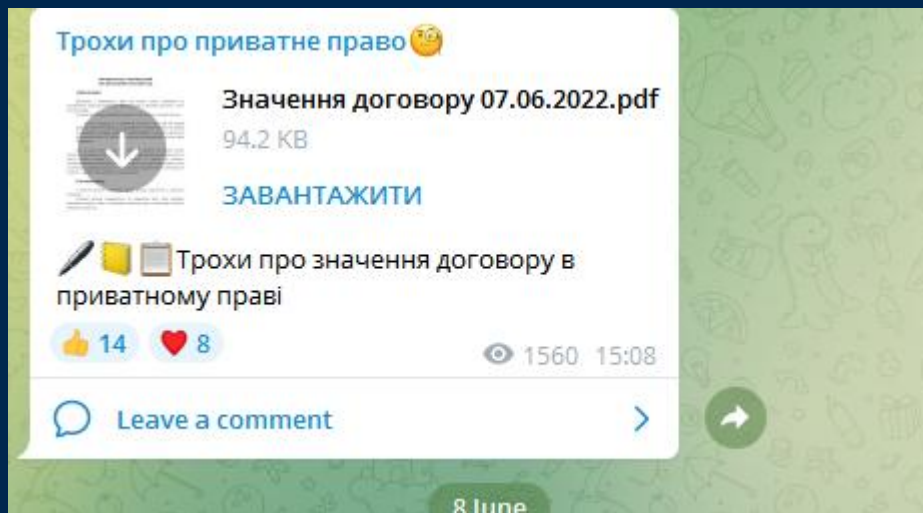 Трохи про приватне право🧐
Значення договору 07.06.2022.pdf
94.2 KB
ЗАВАНТАЖИТИ
🖊📒📋Трохи про значення договору в
приватному праві
👍 14 ❤ 8
1560 15:08
Leave a comment
8 June